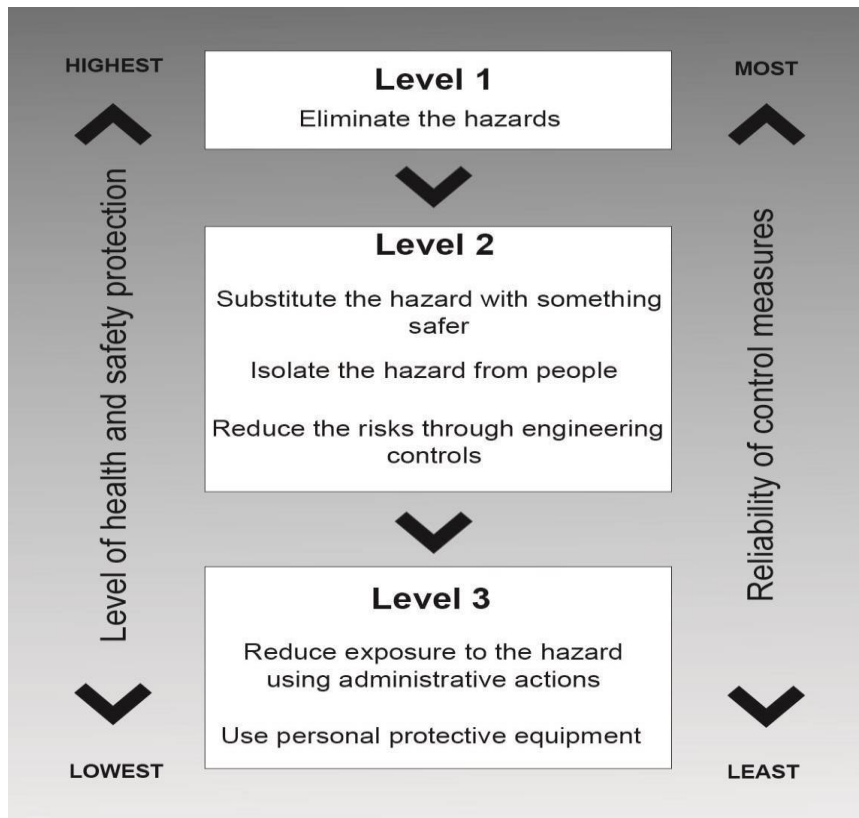 HIGHEST
MOST
Level 1
Eliminate the hazards
Level of health and safety protection
Reliability of control measures
Level 2
Substitute the hazard with something
safer
Isolate the hazard from people
Reduce the risks through engineering
controls
Level 3
Reduce exposure to the hazard
using administrative actions
Use personal protective equipment
LOWEST
LEAST